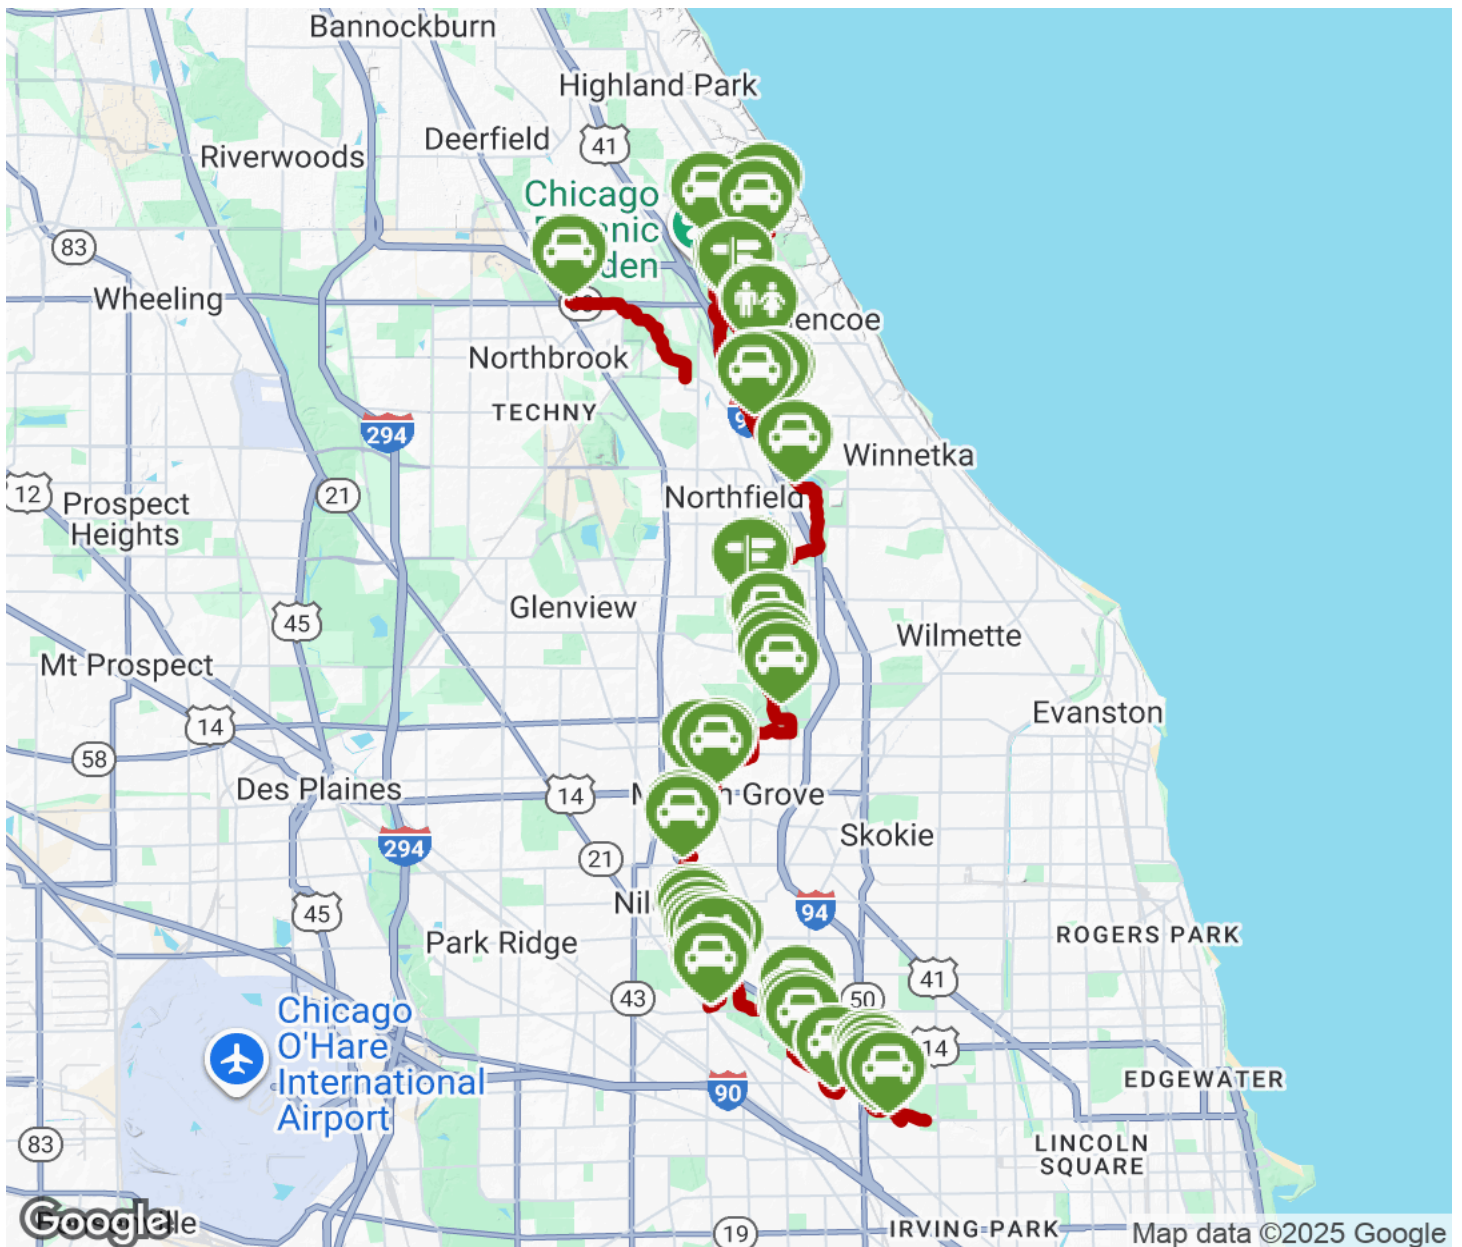 Bannockburn
Highland Park
Deerfield
41
Riverwoods
Chicago
den
83
Wheeling
Northbrook
TECHNY
294
Winnetka
12
Prospect
Heights
21
Northfield
Glenview
45
Wilmette
Mt Prospect
14
58
Evanston
Des Plaines
14
Grove
Skokie
294
21
45
94
Park Ridge
ROGERS PARK
43
50
41
Chicago
O'Hare
International
Airport
14
90
EDGEWATER
83
LINCOLN
SQUARE
Google
19
IRVING PARK
Map data ©2025 Google